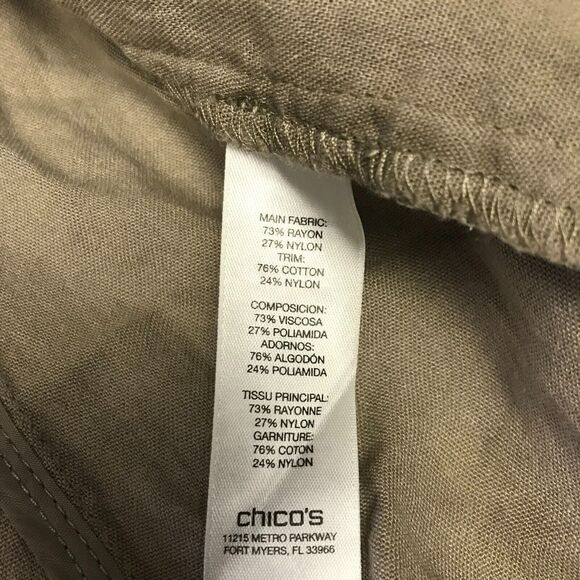 MAIN FABRIC:
73% RAYON
27% NYLON
TRIM:
76% COTTON
24% NYLON
COMPOSICION:
73% VISCOSA
27% POLIAMIDA
ADORNOS:
76% ALGODÓN
24% POLIAMIDA
TISSU PRINCIPAL:
73% RAYONNE
27% NYLON
GARNITURE:
76% COTON
24% NYLON
chico's
11215 METRO PARKWAY
FORT MYERS, FL 33966